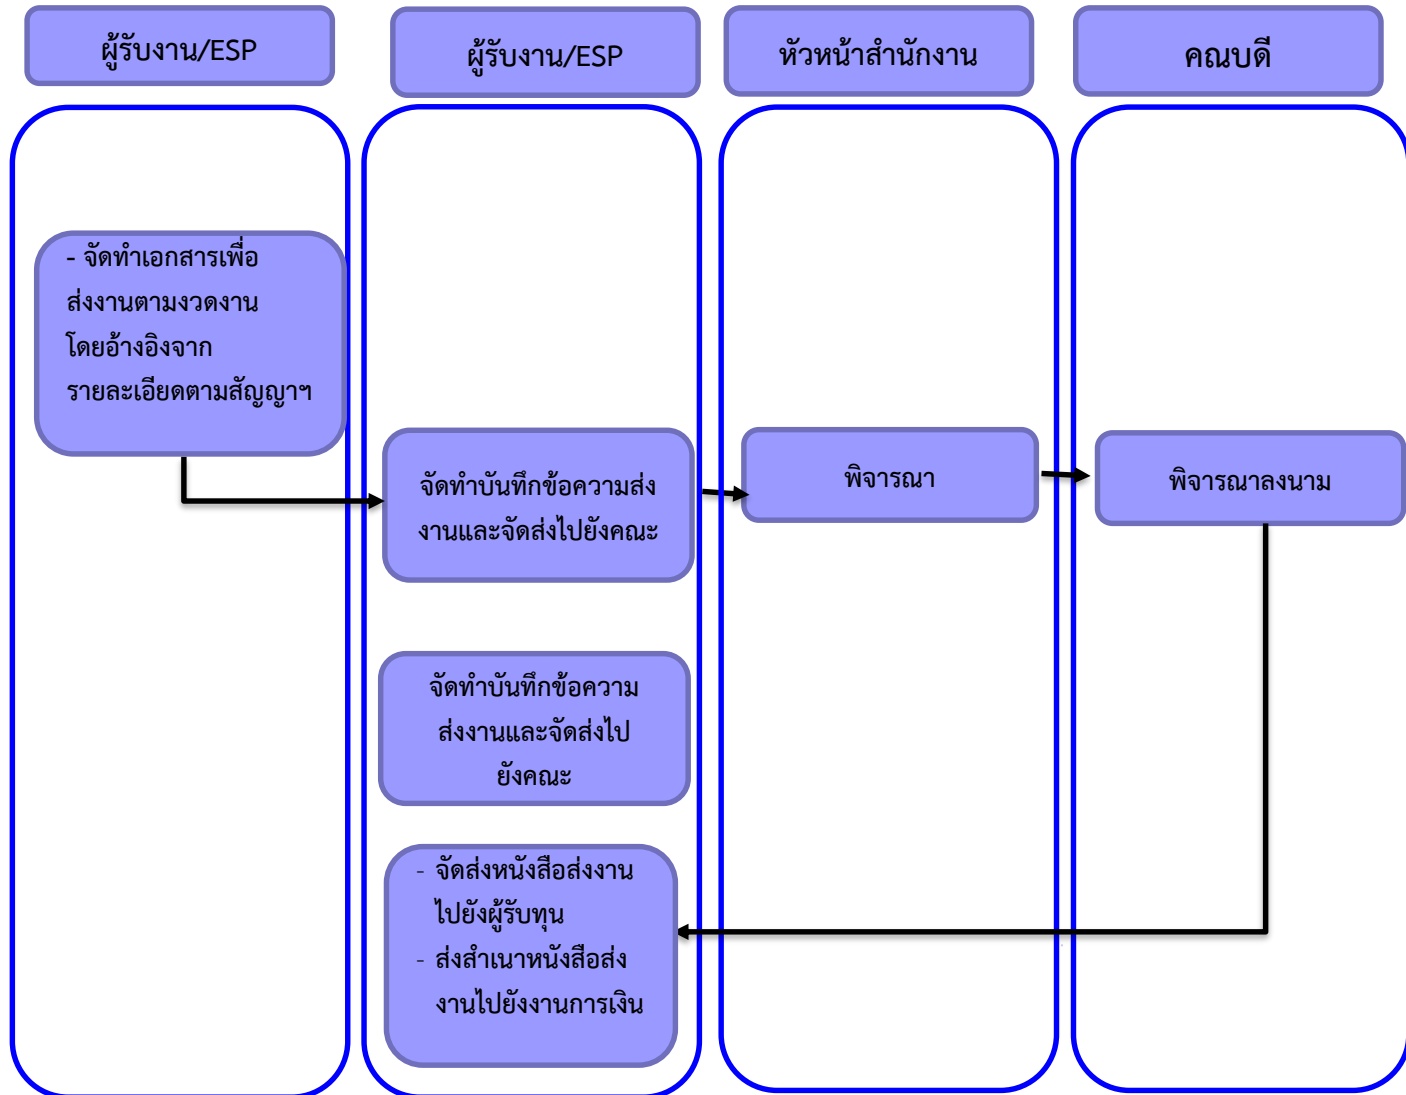 ผู้รับงาน/ESP
ผู้รับงาน/ESP
หัวหน้าสำนักงาน
คณบดี
- จัดทำเอกสารเพื่อ
ส่งงานตามงวดงาน
โดยอ้างอิงจาก
รายละเอียดตามสัญญาฯ
จัดทำบันทึกข้อความส่ง
งานและจัดส่งไปยังคณะ
พิจารณา
พิจารณาลงนาม
จัดทำบันทึกข้อความ
ส่งงานและจัดส่งไป
ยังคณะ
- จัดส่งหนังสือส่งงาน
ไปยังผู้รับทุน
- ส่งสำเนาหนังสือส่ง
งานไปยังงานการเงิน